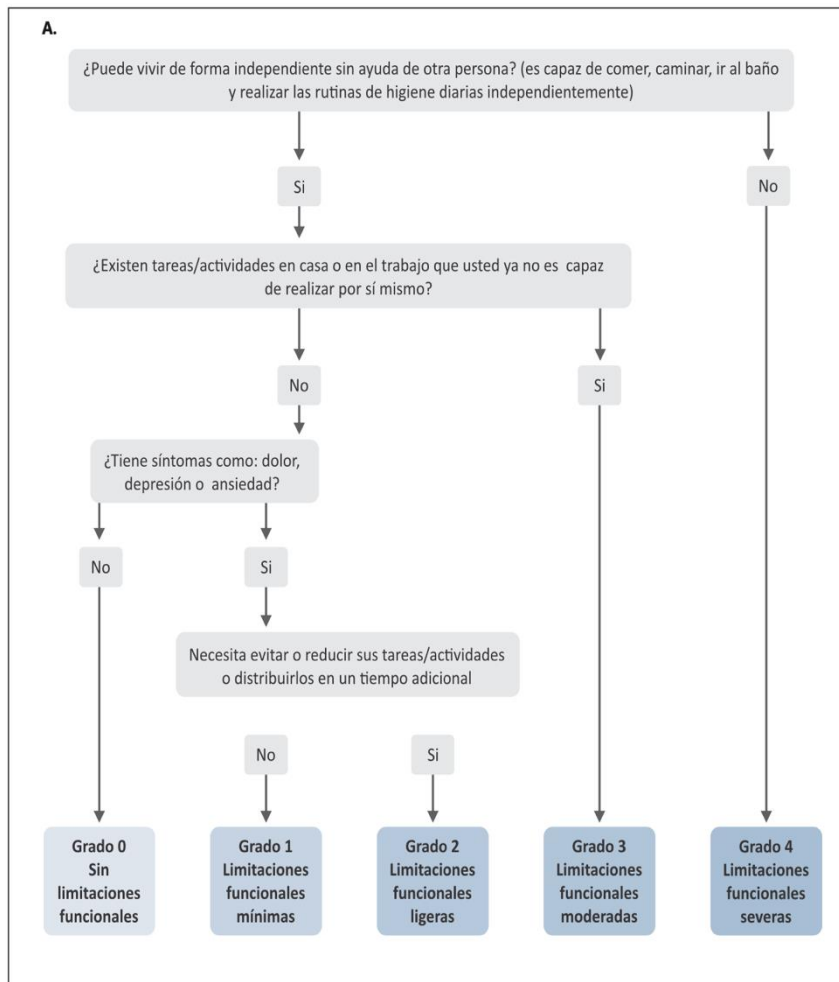 A.
¿Puede vivir de forma independiente sin ayuda de otra persona? (es capaz de comer, caminar, ir al baño
y realizar las rutinas de higiene diarias independientemente)
Si
No
¿Existen tareas/actividades en casa o en el trabajo que usted ya no es capaz
de realizar por sí mismo?
No
Si
¿Tiene síntomas como: dolor,
depresión o ansiedad?
No
Si
Necesita evitar o reducir sus tareas/actividades
o distribuirlos en un tiempo adicional
No
Si
Grado 0
Sin
limitaciones
funcionales
Grado 1
Limitaciones
funcionales
mínimas
Grado 2
Limitaciones
funcionales
ligeras
Grado 3
Limitaciones
funcionales
moderadas
Grado 4
Limitaciones
funcionales
severas